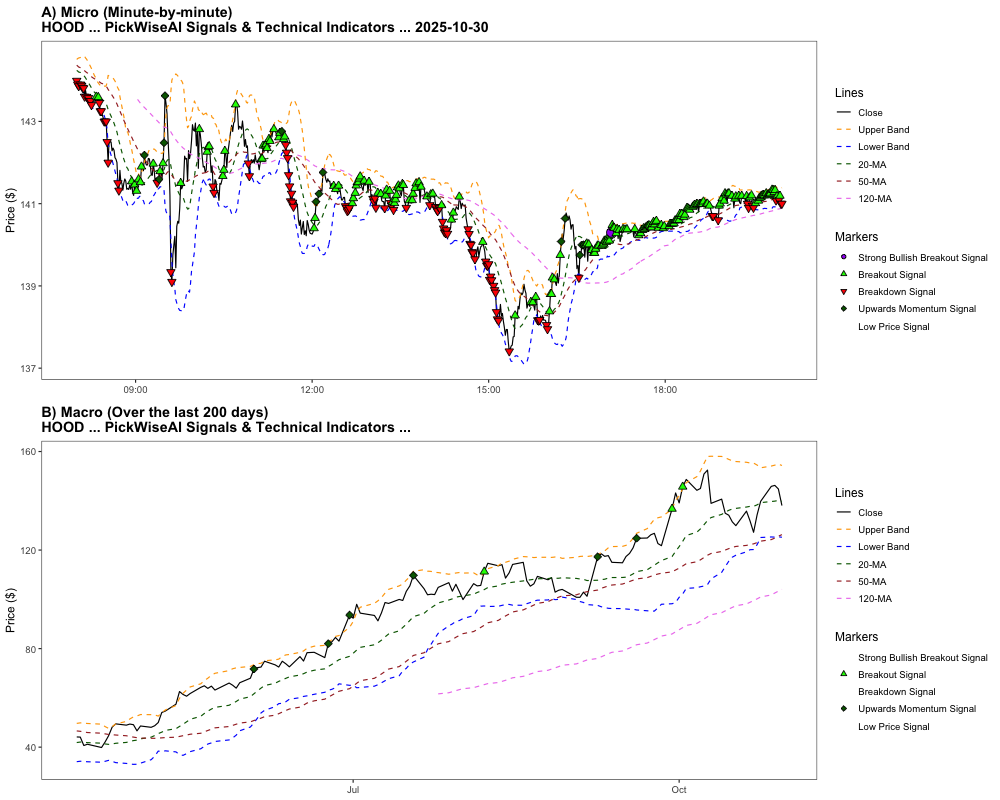 A) Micro (Minute-by-minute)
HOOD ... PickWiseAI Signals & Technical Indicators ... 2025-10-30
Price ($)
143
141
139
137
09:00
12:00
15:00
18:00
Lines
Close
Upper Band
Lower Band
20-MA
50-MA
120-MA
Markers
Strong Bullish Breakout Signal
Breakout Signal
Breakdown Signal
Upwards Momentum Signal
Low Price Signal
B) Macro (Over the last 200 days)
HOOD ... PickWiseAI Signals & Technical Indicators ...
Price ($)
160
120
80
40
Jul
Oct
Lines
Close
Upper Band
Lower Band
20-MA
50-MA
120-MA
Markers
Strong Bullish Breakout Signal
Breakout Signal
Breakdown Signal
Upwards Momentum Signal
Low Price Signal